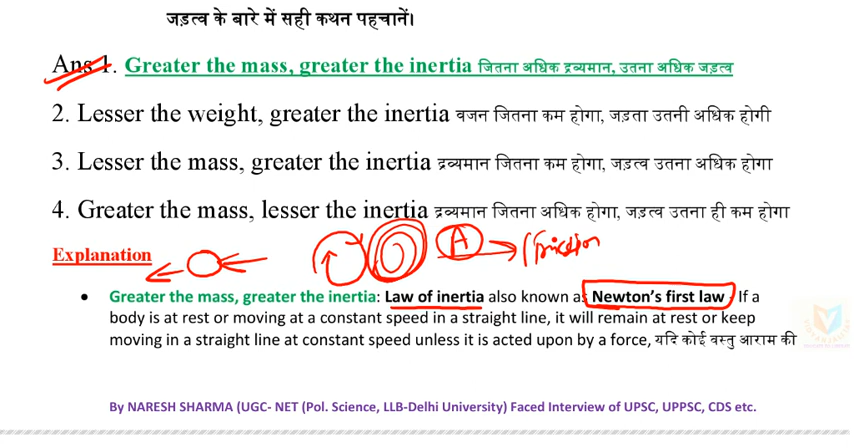 जड़त्व के बारे में सही कथन पहचानें।
Ans 1. Greater the mass, greater the inertia जितना अधिक द्रव्यमान, उतना अधिक जड़त्व
2. Lesser the weight, greater the inertia वजन जितना कम होगा, जड़ता उतनी अधिक होगी
3. Lesser the mass, greater the inertia द्रव्यमान जितना कम होगा, जड़त्व उतना अधिक होगा
4. Greater the mass, lesser the inertia द्रव्यमान जितना अधिक होगा, जड़त्व उतना ही कम होगा
A friction
Explanation
• Greater the mass, greater the inertia: Law of inertia also known as Newton's first law - If a
body is at rest or moving at a constant speed in a straight line, it will remain at rest or keep
moving in a straight line at constant speed unless it is acted upon by a force, यदि कोई वस्तु आराम की
By NARESH SHARMA (UGC- NET (Pol. Science, LLB-Delhi University) Faced Interview of UPSC, UPPSC, CDS etc.